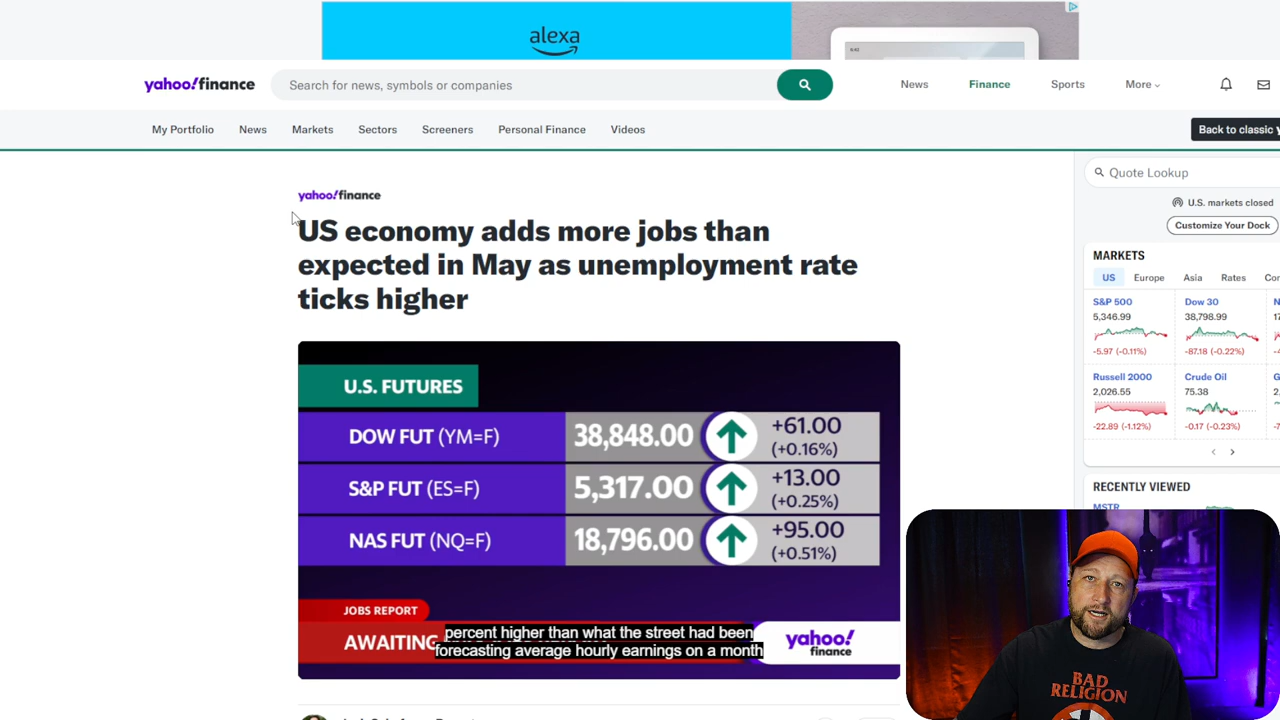 alexa
6:42
yahoo!finance
Search for news, symbols or companies
News
Finance
Sports
More
My Portfolio
News
Markets
Sectors
Screeners
Personal Finance
Videos
Back to classic
yahoo!finance
US economy adds more jobs than
expected in May as unemployment rate
ticks higher
U.S. FUTURES
DOW FUT (YM=F) 38,848.00 +61.00
(+0.16%)
S&P FUT (ES=F) 5,317.00 +13.00
(+0.25%)
NAS FUT (NQ=F) 18,796.00 +95.00
(+0.51%)
JOBS REPORT
AWAITING
percent higher than what the street had been
forecasting average hourly earnings on a month
yahoo!
finance
Quote Lookup
U.S. markets closed
Customize Your Dock
MARKETS
US
Europe
Asia
Rates
S&P 500
5,346.99
-5.97 (-0.11%)
Dow 30
38,798.99
-87.18 (-0.22%)
Russell 2000
2,026.55
-22.89 (-1.12%)
Crude Oil
75.38
-0.17 (-0.23%)
RECENTLY VIEWED
MSTR
BAD
RELIGION